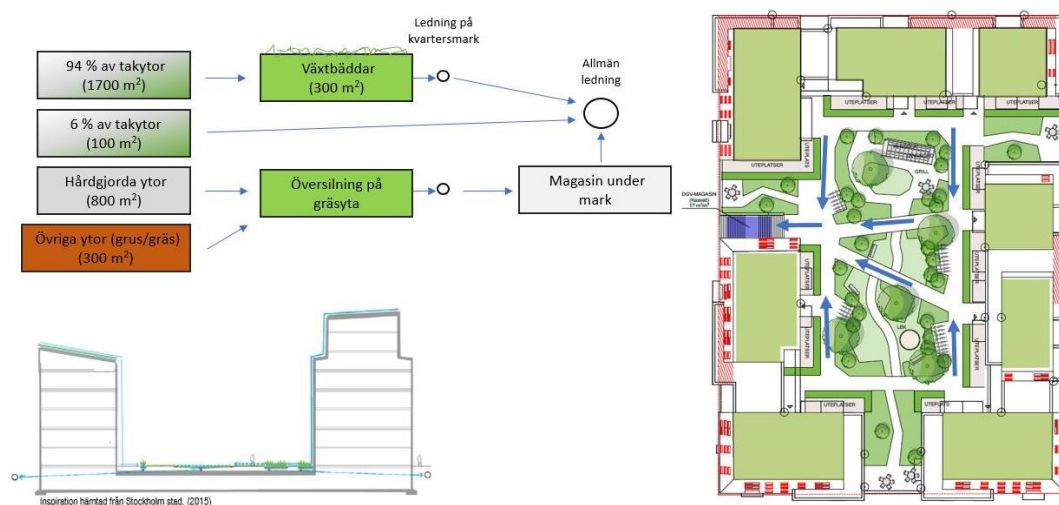 Ledning på
kvartersmark
94 % av takytor
(1700 m²)
Växtbäddar
(300 m²)
Allmän
ledning
6 % av takytor
(100 m²)
Hårdgjorda ytor
(800 m²)
Översilning på
gräsyta
Magasin under
mark
Övriga ytor (grus/gräs)
(300 m²)
Inspiration hämtad från Stockholm stad. (2015)
UTEPLATSER
UTEPLATSER
UTEPLATSER
UTEPLATSER
UTEPLATS
GRILL
DGV-MAGASIN
UTEPLATSER
UTEPLATSER
LEK
UTEPLATSER
UTEPLATSER
UTEPLATSER
UTEPLATS